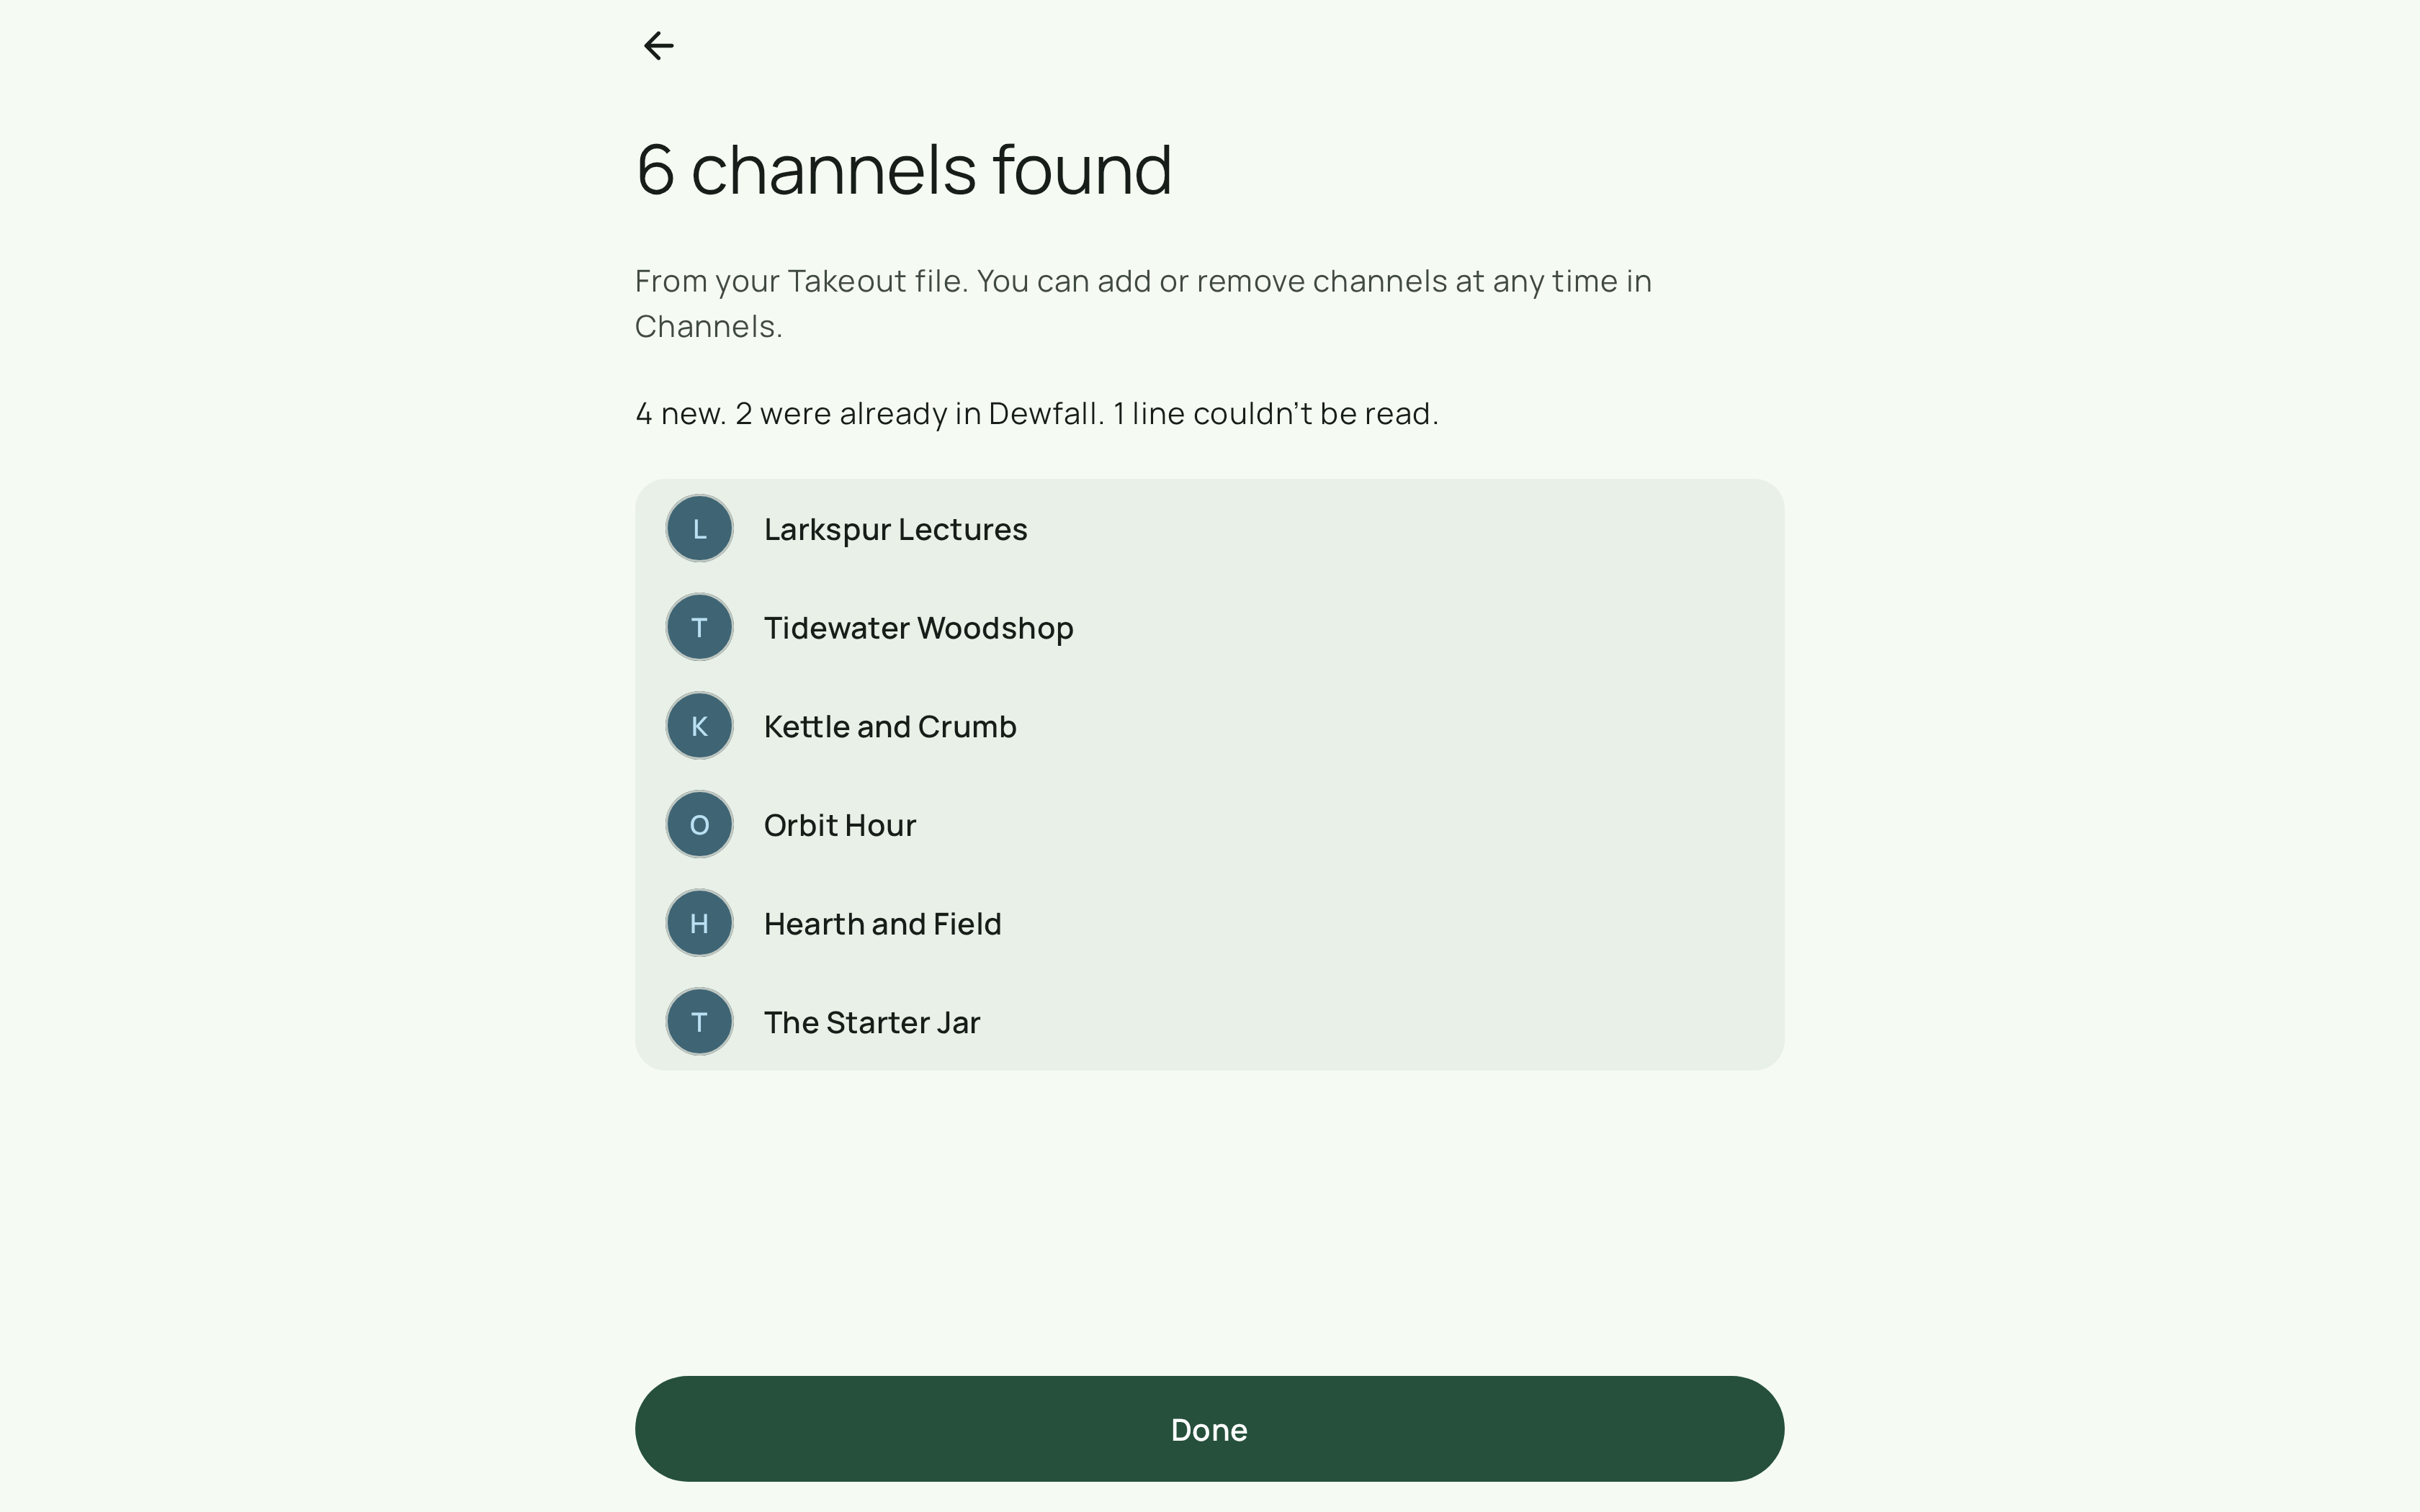 6 channels found
From your Takeout file. You can add or remove channels at any time in
Channels.
4 new. 2 were already in Dewfall. 1 line couldn’t be read.
L Larkspur Lectures
T Tidewater Woodshop
K Kettle and Crumb
O Orbit Hour
H Hearth and Field
T The Starter Jar
Done